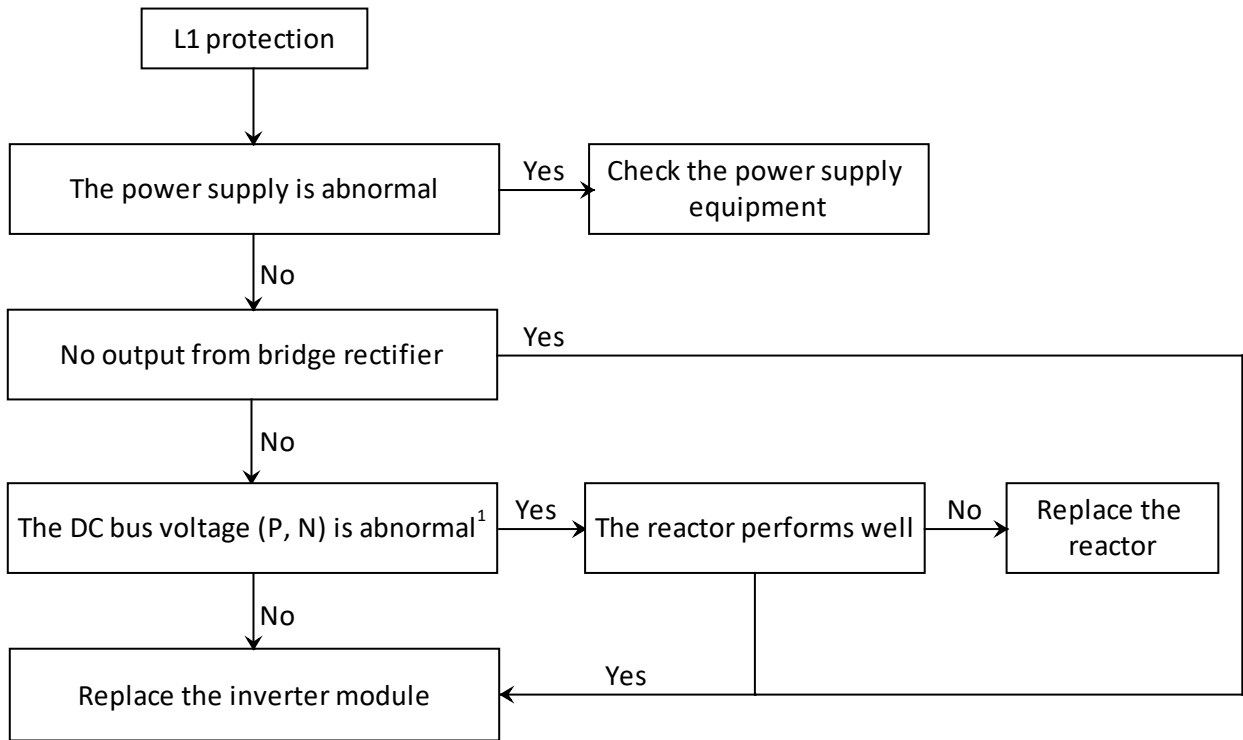 L1 protection
The power supply is abnormal
Yes
Check the power supply
equipment
No
No output from bridge rectifier
Yes
No
The DC bus voltage (P, N) is abnormal¹
Yes
The reactor performs well
No
Replace the
reactor
No
Replace the inverter module
Yes